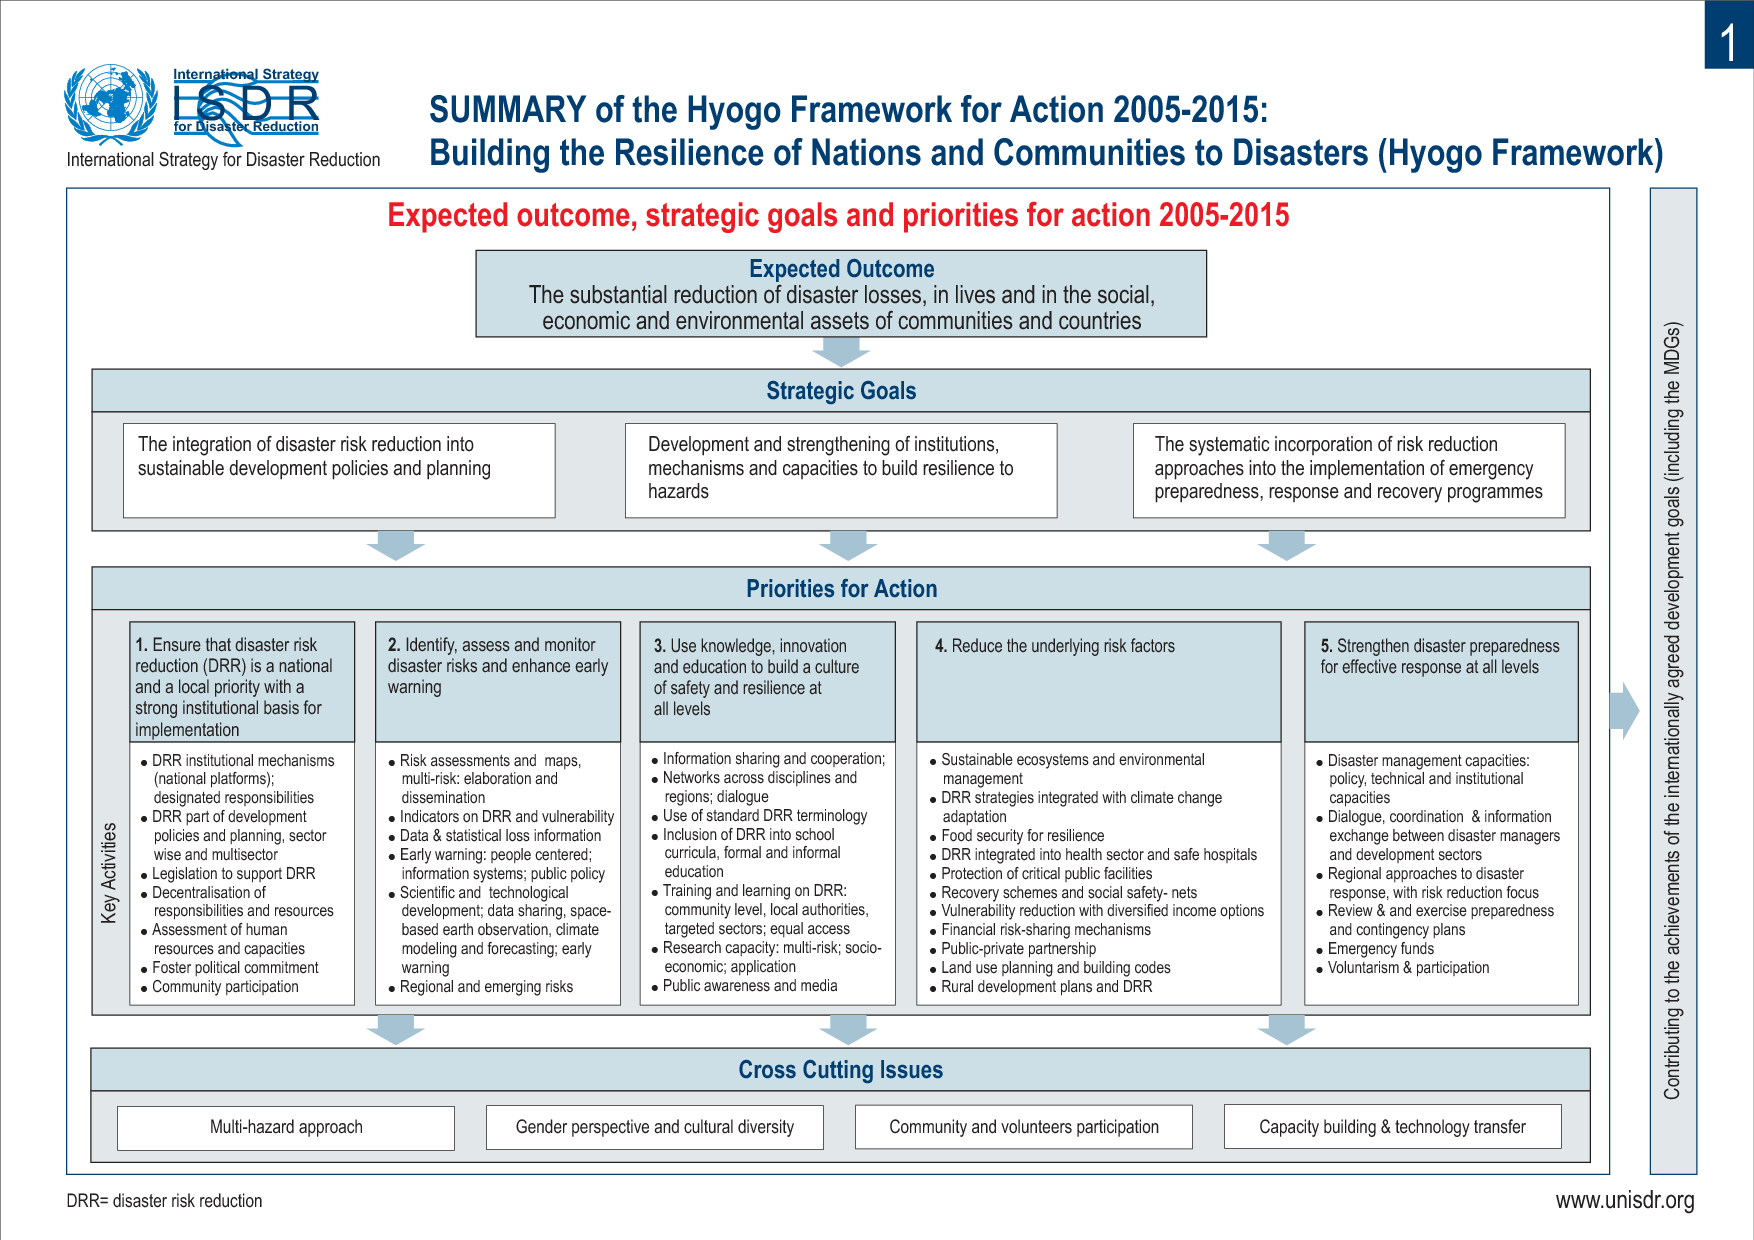 1
International Strategy
ISDR
for Disaster Reduction
International Strategy for Disaster Reduction
SUMMARY of the Hyogo Framework for Action 2005-2015:
Building the Resilience of Nations and Communities to Disasters (Hyogo Framework)
Expected outcome, strategic goals and priorities for action 2005-2015
Expected Outcome
The substantial reduction of disaster losses, in lives and in the social,
economic and environmental assets of communities and countries
Strategic Goals
The integration of disaster risk reduction into
sustainable development policies and planning
Development and strengthening of institutions,
mechanisms and capacities to build resilience to
hazards
The systematic incorporation of risk reduction
approaches into the implementation of emergency
preparedness, response and recovery programmes
Priorities for Action
Key Activities
1. Ensure that disaster risk
reduction (DRR) is a national
and a local priority with a
strong institutional basis for
implementation
● DRR institutional mechanisms
(national platforms);
designated responsibilities
● DRR part of development
policies and planning, sector
wise and multisector
● Legislation to support DRR
● Decentralisation of
responsibilities and resources
● Assessment of human
resources and capacities
● Foster political commitment
● Community participation
2. Identify, assess and monitor
disaster risks and enhance early
warning
● Risk assessments and maps,
multi-risk: elaboration and
dissemination
● Indicators on DRR and vulnerability
● Data & statistical loss information
● Early warning: people centered;
information systems; public policy
● Scientific and technological
development; data sharing, space-
based earth observation, climate
modeling and forecasting; early
warning
● Regional and emerging risks
3. Use knowledge, innovation
and education to build a culture
of safety and resilience at
all levels
● Information sharing and cooperation;
● Networks across disciplines and
regions; dialogue
● Use of standard DRR terminology
● Inclusion of DRR into school
curricula, formal and informal
education
● Training and learning on DRR:
community level, local authorities,
targeted sectors; equal access
● Research capacity: multi-risk; socio-
economic; application
● Public awareness and media
4. Reduce the underlying risk factors
● Sustainable ecosystems and environmental
management
● DRR strategies integrated with climate change
adaptation
● Food security for resilience
● DRR integrated into health sector and safe hospitals
● Protection of critical public facilities
● Recovery schemes and social safety- nets
● Vulnerability reduction with diversified income options
● Financial risk-sharing mechanisms
● Public-private partnership
● Land use planning and building codes
● Rural development plans and DRR
5. Strengthen disaster preparedness
for effective response at all levels
● Disaster management capacities:
policy, technical and institutional
capacities
● Dialogue, coordination & information
exchange between disaster managers
and development sectors
● Regional approaches to disaster
response, with risk reduction focus
● Review & and exercise preparedness
and contingency plans
● Emergency funds
● Voluntarism & participation
Cross Cutting Issues
Multi-hazard approach
Gender perspective and cultural diversity
Community and volunteers participation
Capacity building & technology transfer
Contributing to the achievements of the internationally agreed development goals (including the MDGs)
DRR= disaster risk reduction
www.unisdr.org